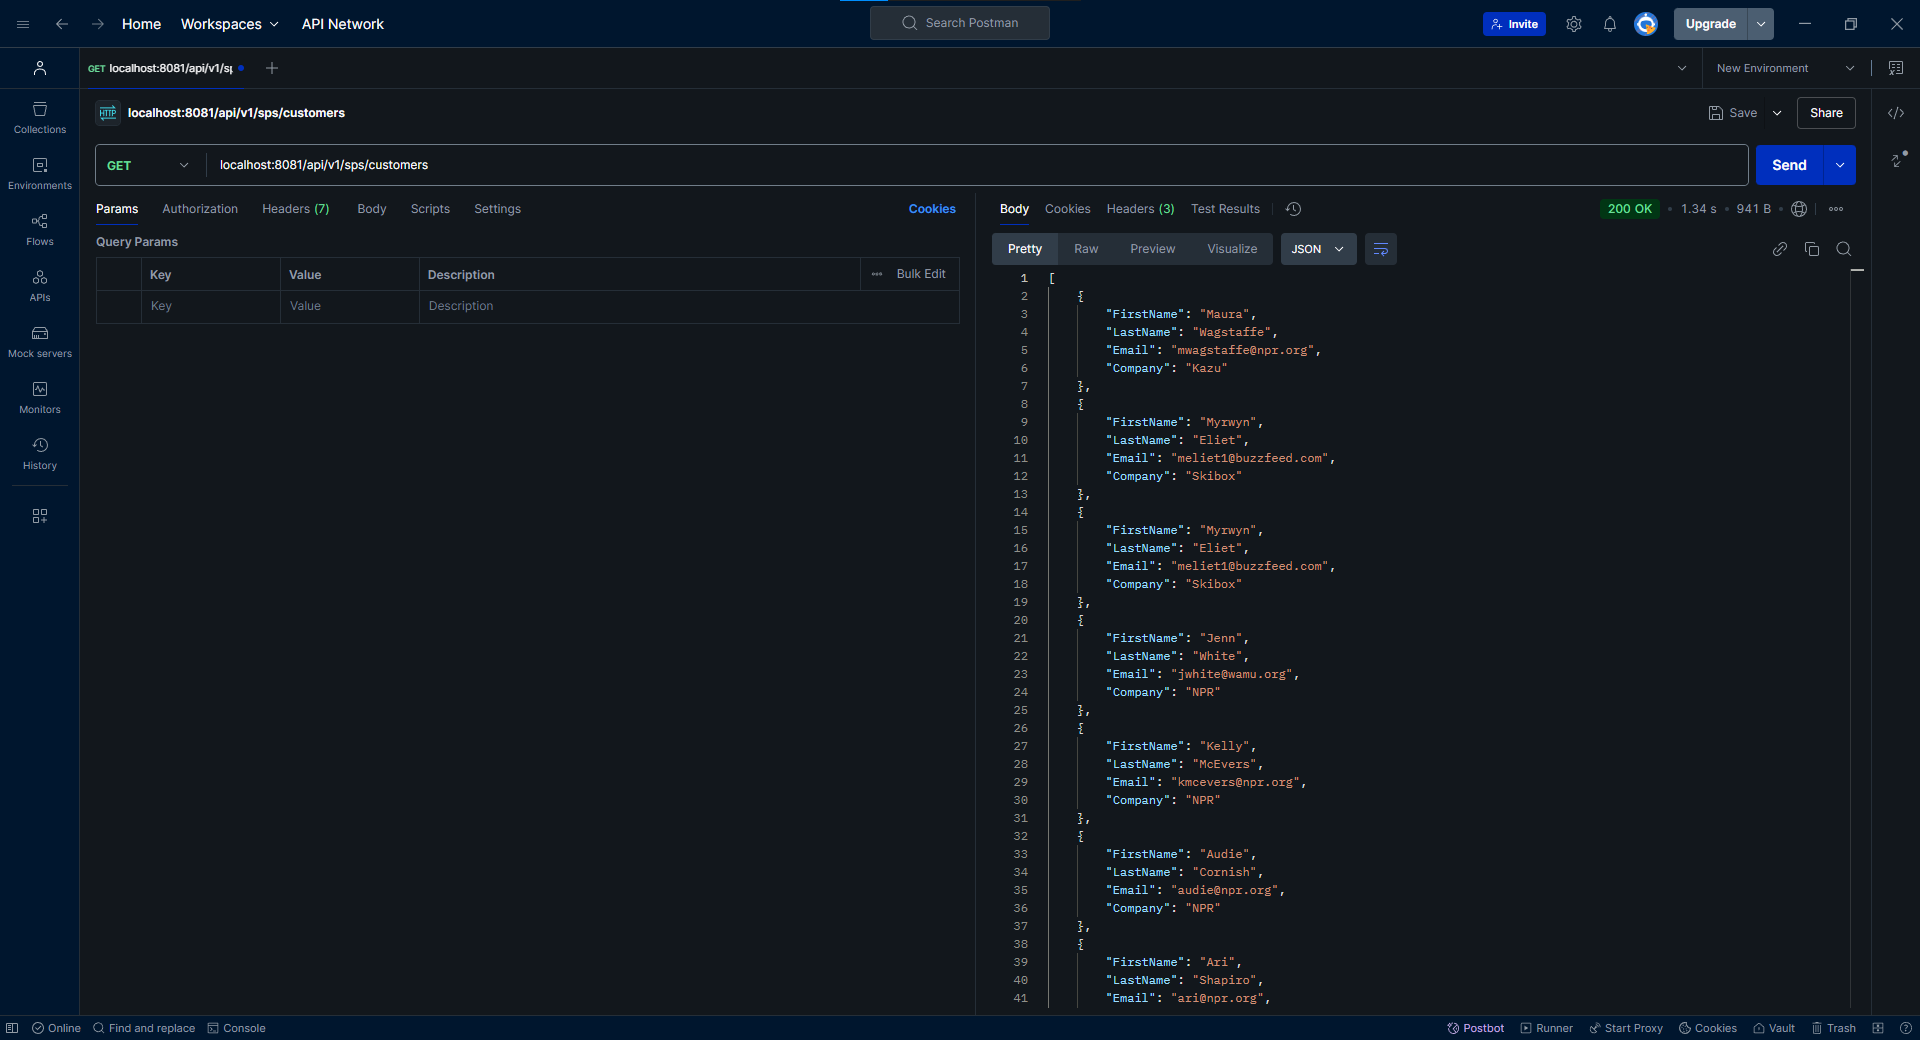 Home Workspaces API Network Search Postman Invite Upgrade
GET localhost:8081/api/v1/s New Environment
HTTP localhost:8081/api/v1/sps/customers Save Share
GET localhost:8081/api/v1/sps/customers Send
Collections
Environments
Flows
APIs
Mock servers
Monitors
History
Params Authorization Headers (7) Body Scripts Settings Cookies
Query Params
Key Value Description Bulk Edit
Key Value Description
Body Cookies Headers (3) Test Results 200 OK • 1.34 s • 941 B •
Pretty Raw Preview Visualize JSON
1 [
2 {
3 "FirstName": "Maura",
4 "LastName": "Wagstaffe",
5 "Email": "mwagstaffe@npr.org",
6 "Company": "Kazu"
7 },
8 {
9 "FirstName": "Myrwyn",
10 "LastName": "Eliet",
11 "Email": "meliet1@buzzfeed.com",
12 "Company": "Skibox"
13 },
14 {
15 "FirstName": "Myrwyn",
16 "LastName": "Eliet",
17 "Email": "meliet1@buzzfeed.com",
18 "Company": "Skibox"
19 },
20 {
21 "FirstName": "Jenn",
22 "LastName": "White",
23 "Email": "jwhite@wamu.org",
24 "Company": "NPR"
25 },
26 {
27 "FirstName": "Kelly",
28 "LastName": "McEvers",
29 "Email": "kmcevers@npr.org",
30 "Company": "NPR"
31 },
32 {
33 "FirstName": "Audie",
34 "LastName": "Cornish",
35 "Email": "audie@npr.org",
36 "Company": "NPR"
37 },
38 {
39 "FirstName": "Ari",
40 "LastName": "Shapiro",
41 "Email": "ari@npr.org",
Online Find and replace Console Postbot Runner Start Proxy Cookies Vault Trash